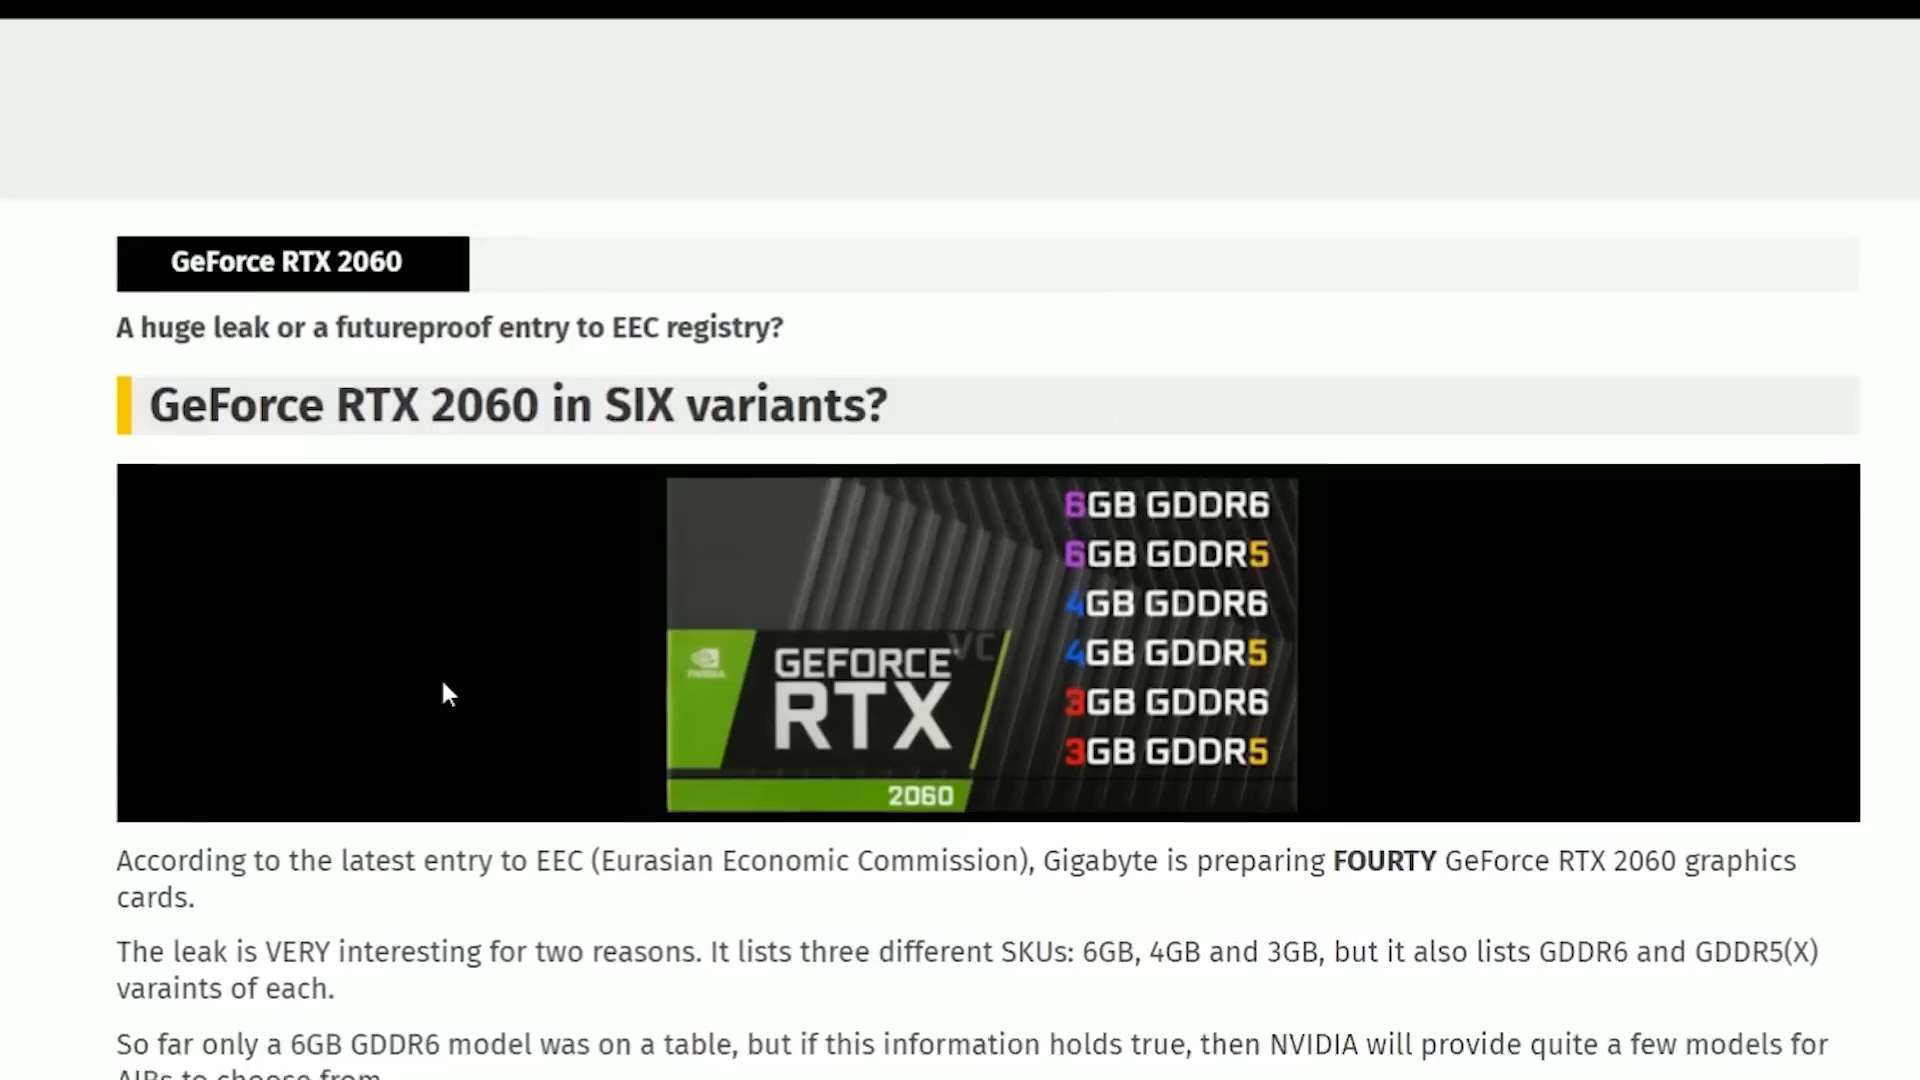 GeForce RTX 2060
A huge leak or a futureproof entry to EEC registry?
GeForce RTX 2060 in SIX variants?
6GB GDDR6
6GB GDDR5
4GB GDDR6
4GB GDDR5
3GB GDDR6
3GB GDDR5
VC
NVIDIA
GEFORCE
RTX
2060
According to the latest entry to EEC (Eurasian Economic Commission), Gigabyte is preparing FOURTY GeForce RTX 2060 graphics
cards.
The leak is VERY interesting for two reasons. It lists three different SKUs: 6GB, 4GB and 3GB, but it also lists GDDR6 and GDDR5(X)
varaints of each.
So far only a 6GB GDDR6 model was on a table, but if this information holds true, then NVIDIA will provide quite a few models for
AIBs to choose from